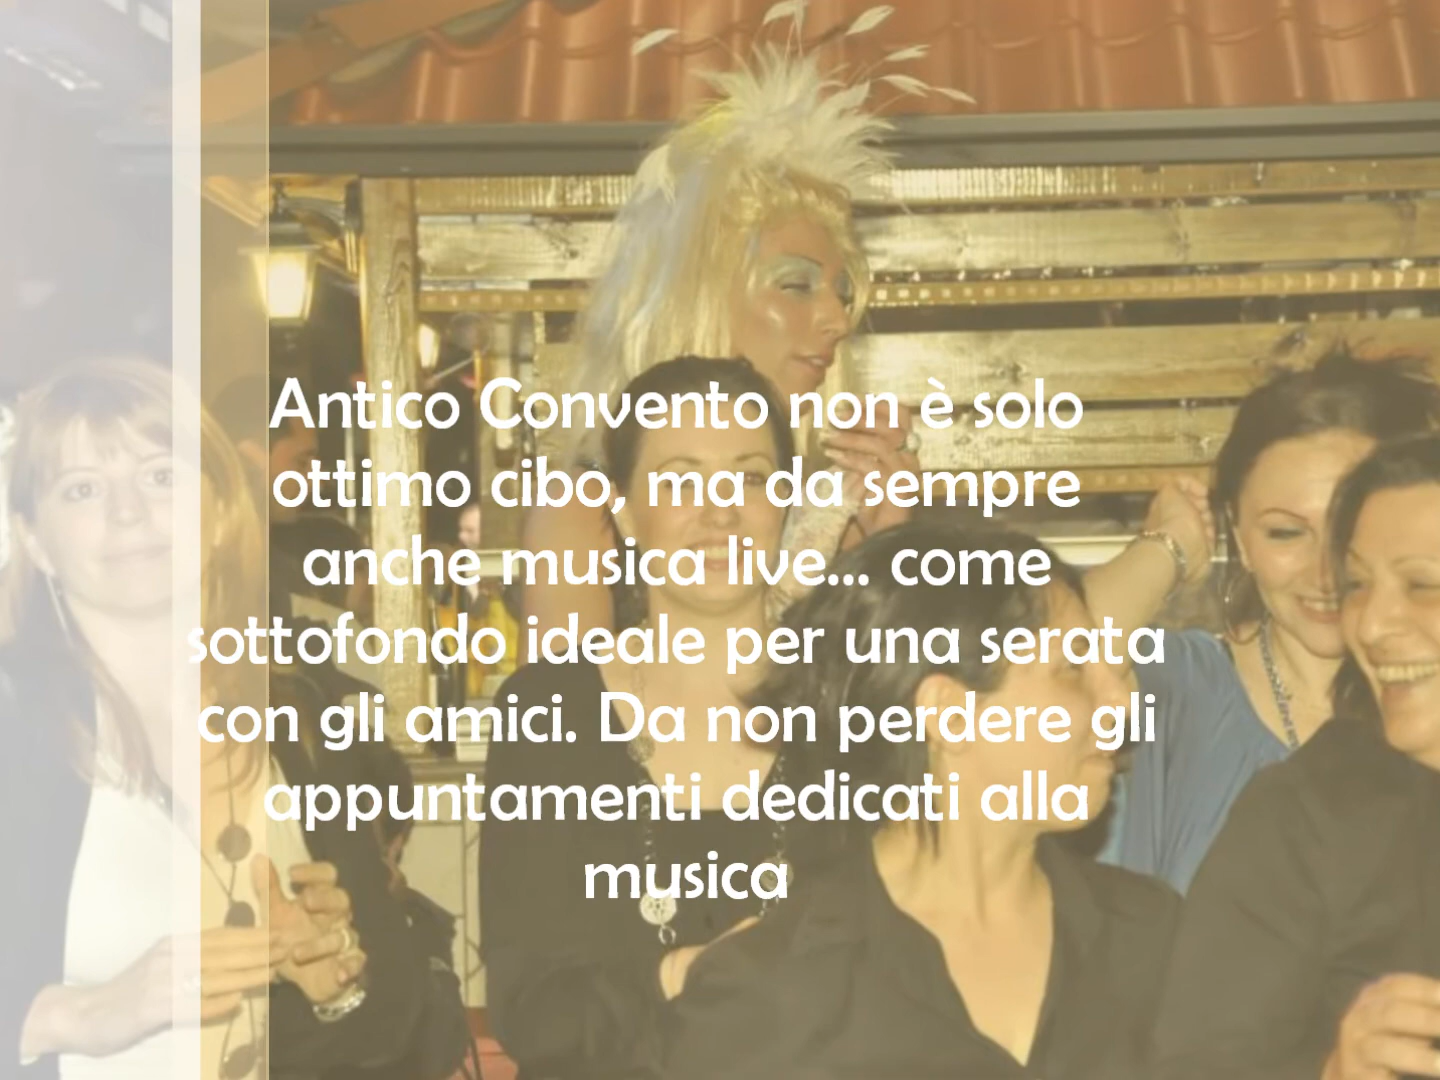 Antico Convento non è solo
ottimo cibo, ma da sempre
anche musica live... come
sottofondo ideale per una serata
con gli amici. Da non perdere gli
appuntamenti dedicati alla
musica